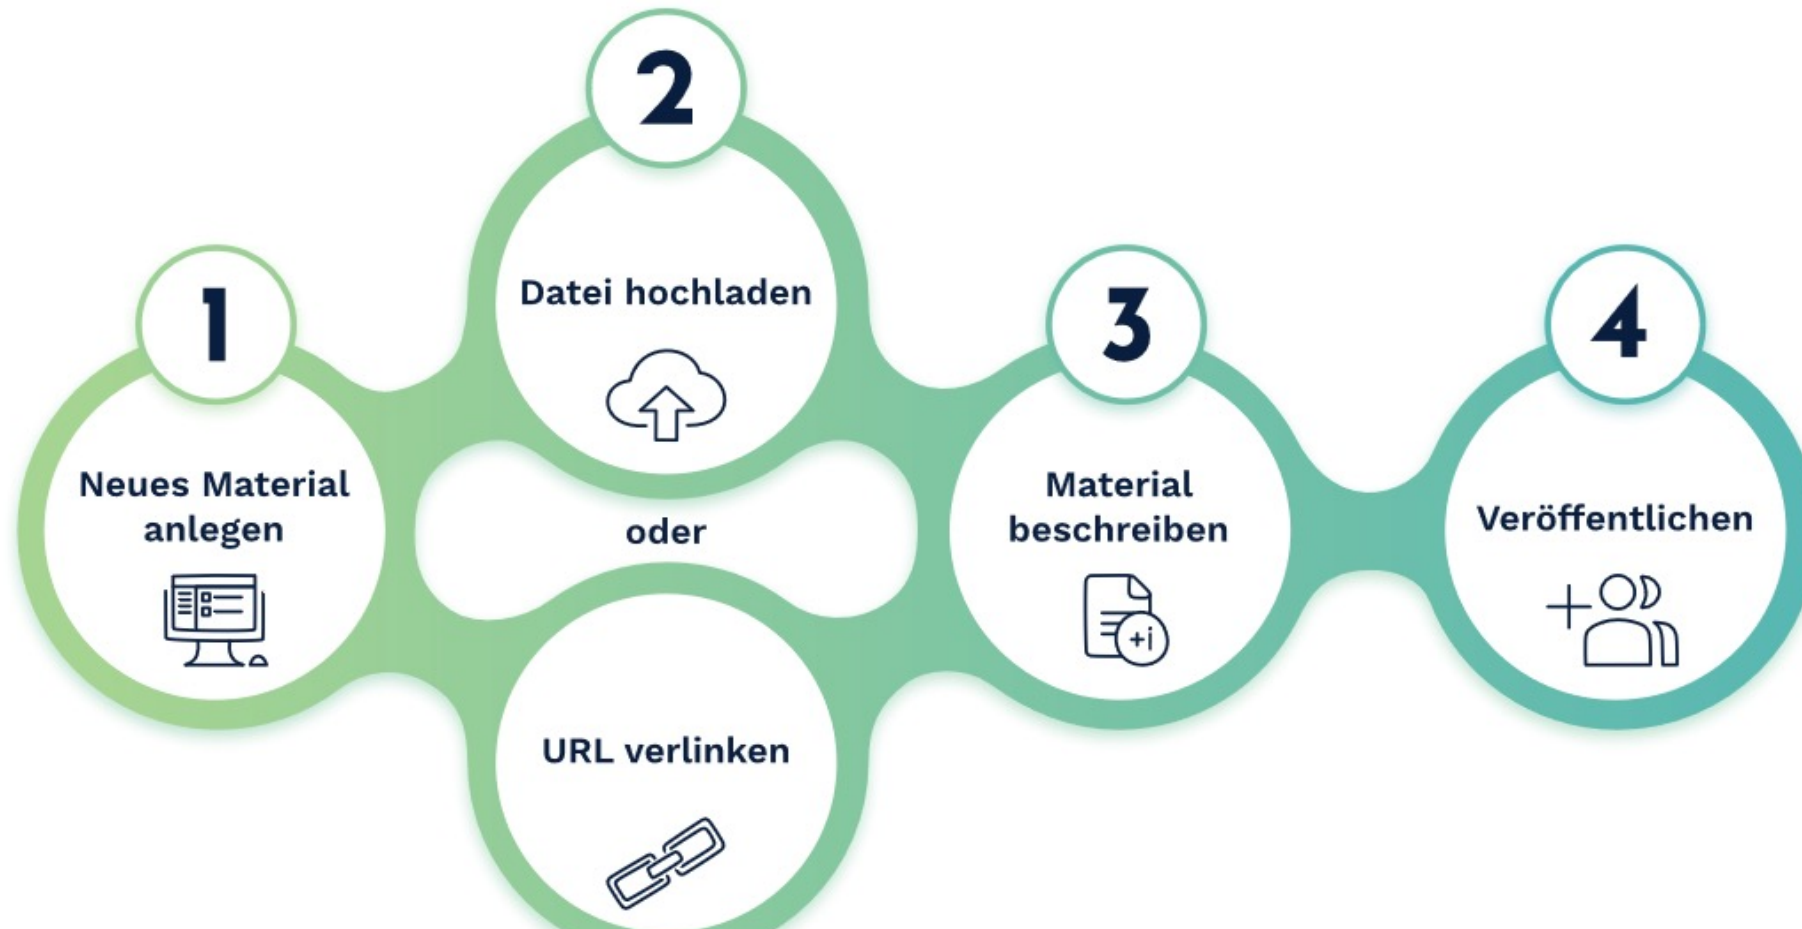 1
Neues Material
anlegen
2
Datei hochladen
oder
URL verlinken
3
Material
beschreiben
+i
4
Veröffentlichen